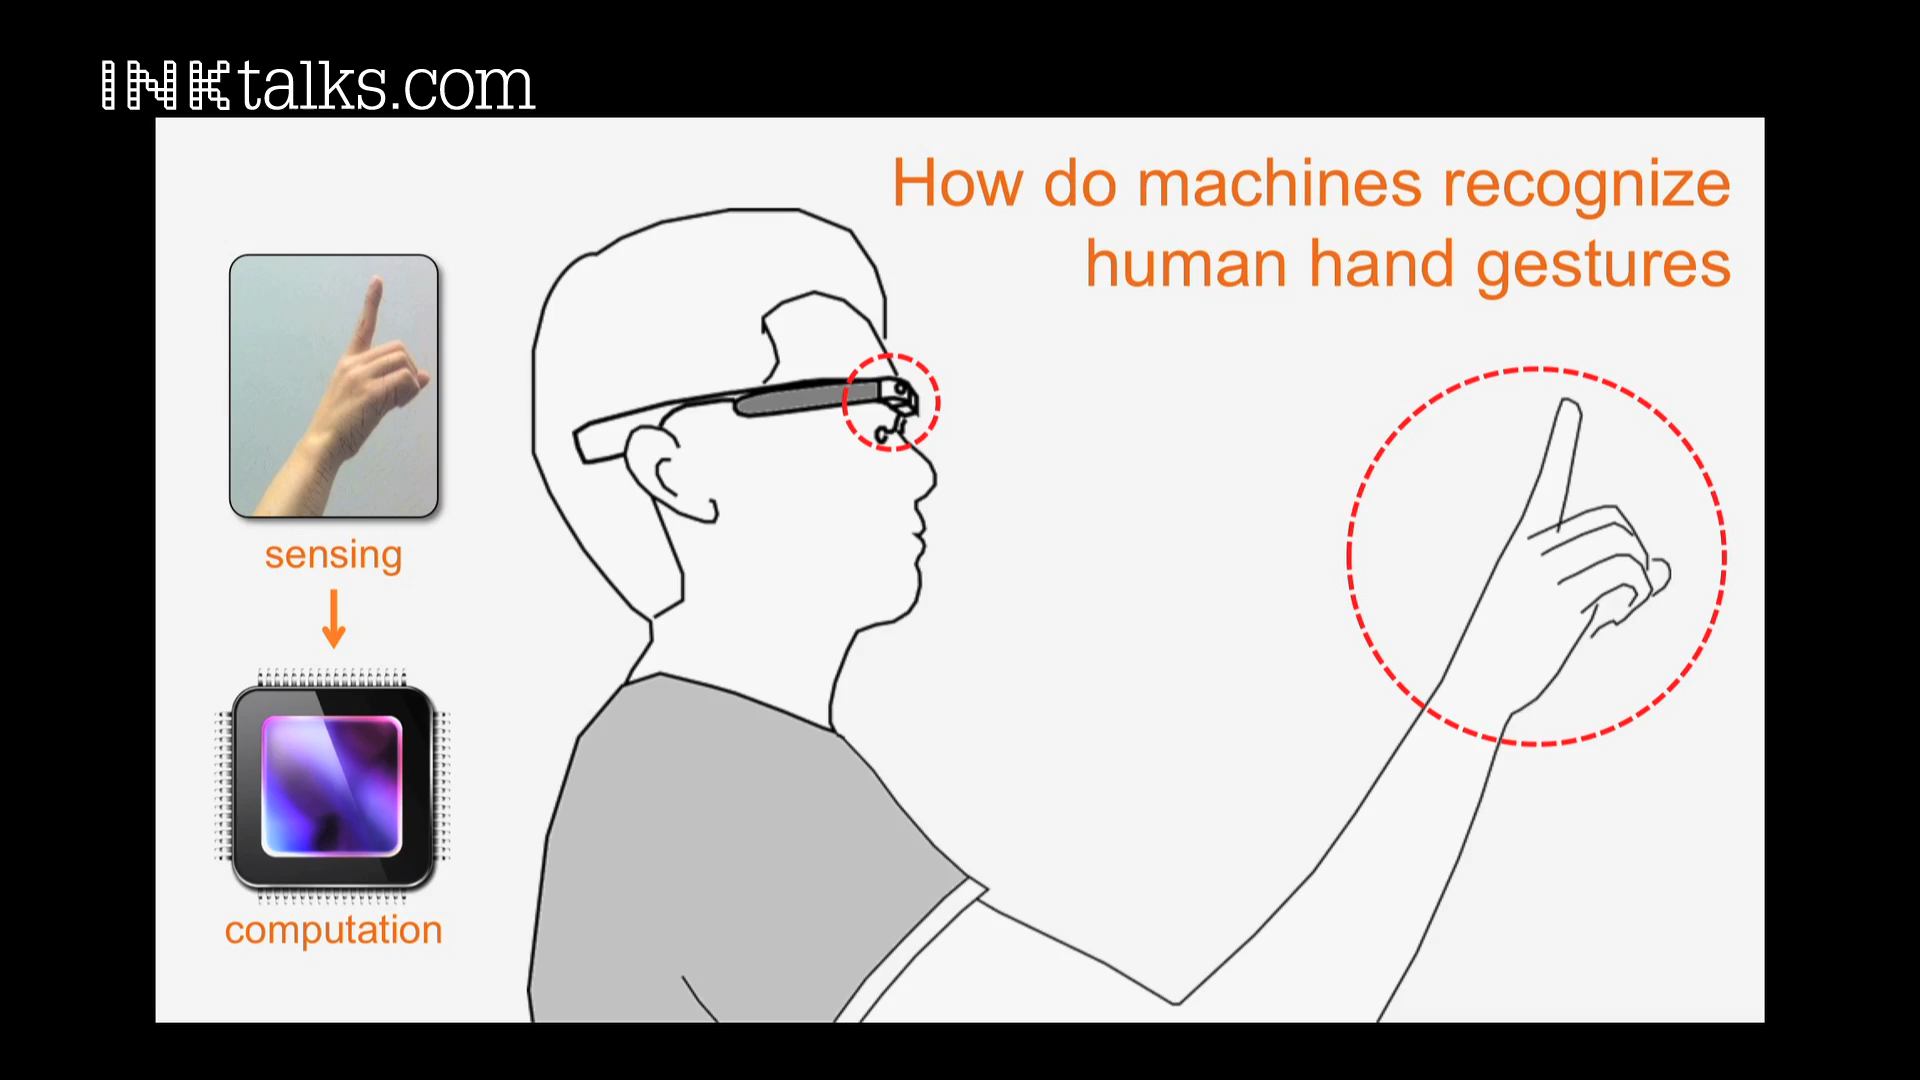 INKtalks.com
How do machines recognize
human hand gestures
sensing
computation